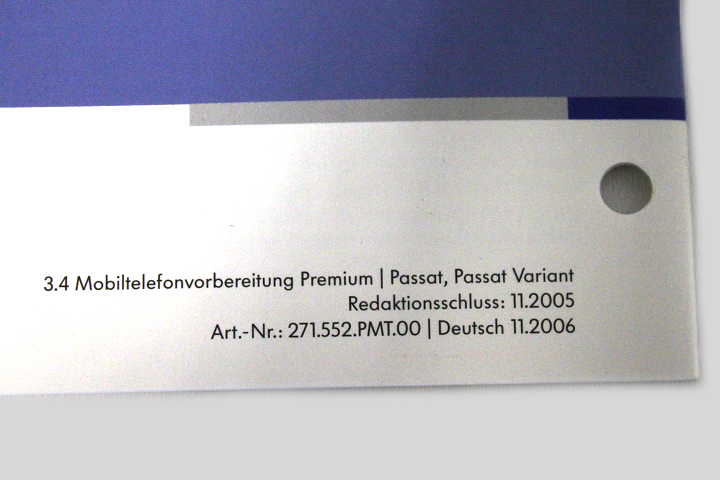 3.4 Mobiltelefonvorbereitung Premium | Passat, Passat Variant
Redaktionsschluss: 11.2005
Art.-Nr.: 271.552.PMT.00 | Deutsch 11.2006